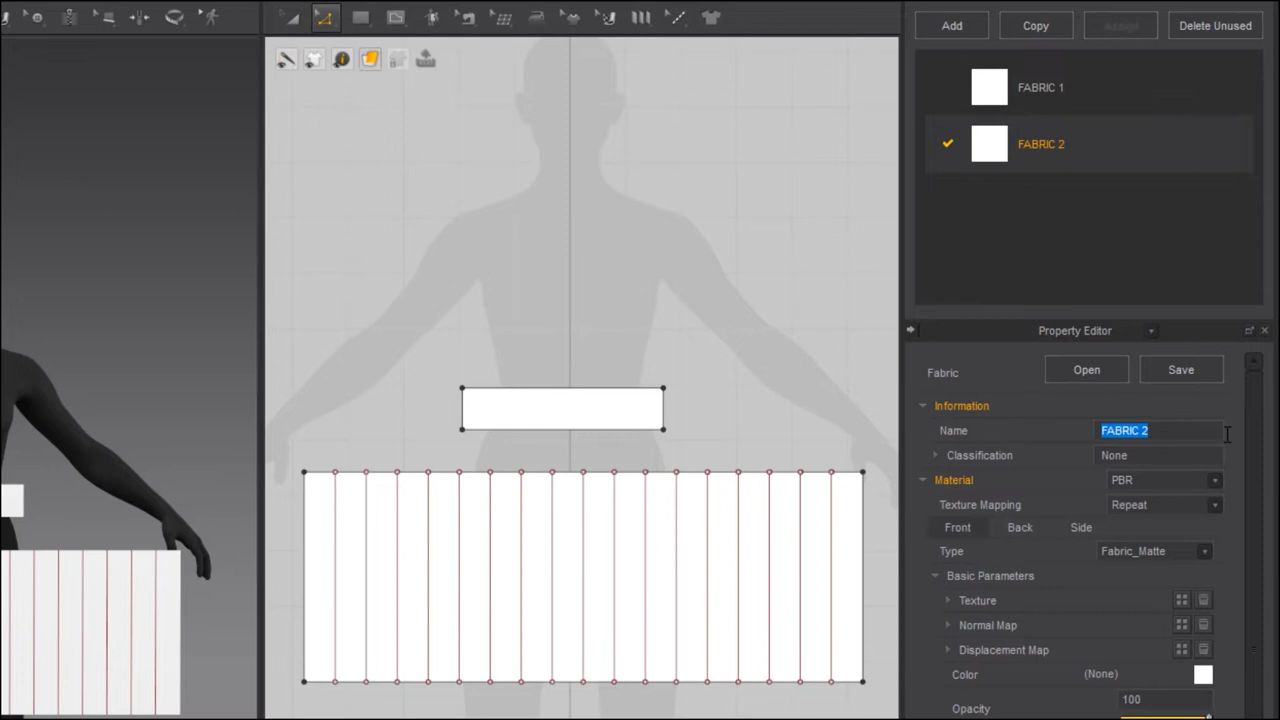 Add
Copy
Assign
Delete Unused
FABRIC 1
FABRIC 2
Property Editor
Fabric
Open
Save
Information
Name
FABRIC 2
Classification
None
Material
PBR
Texture Mapping
Repeat
Front
Back
Side
Type
Fabric_Matte
Basic Parameters
Texture
Normal Map
Displacement Map
Color
(None)
Opacity
100